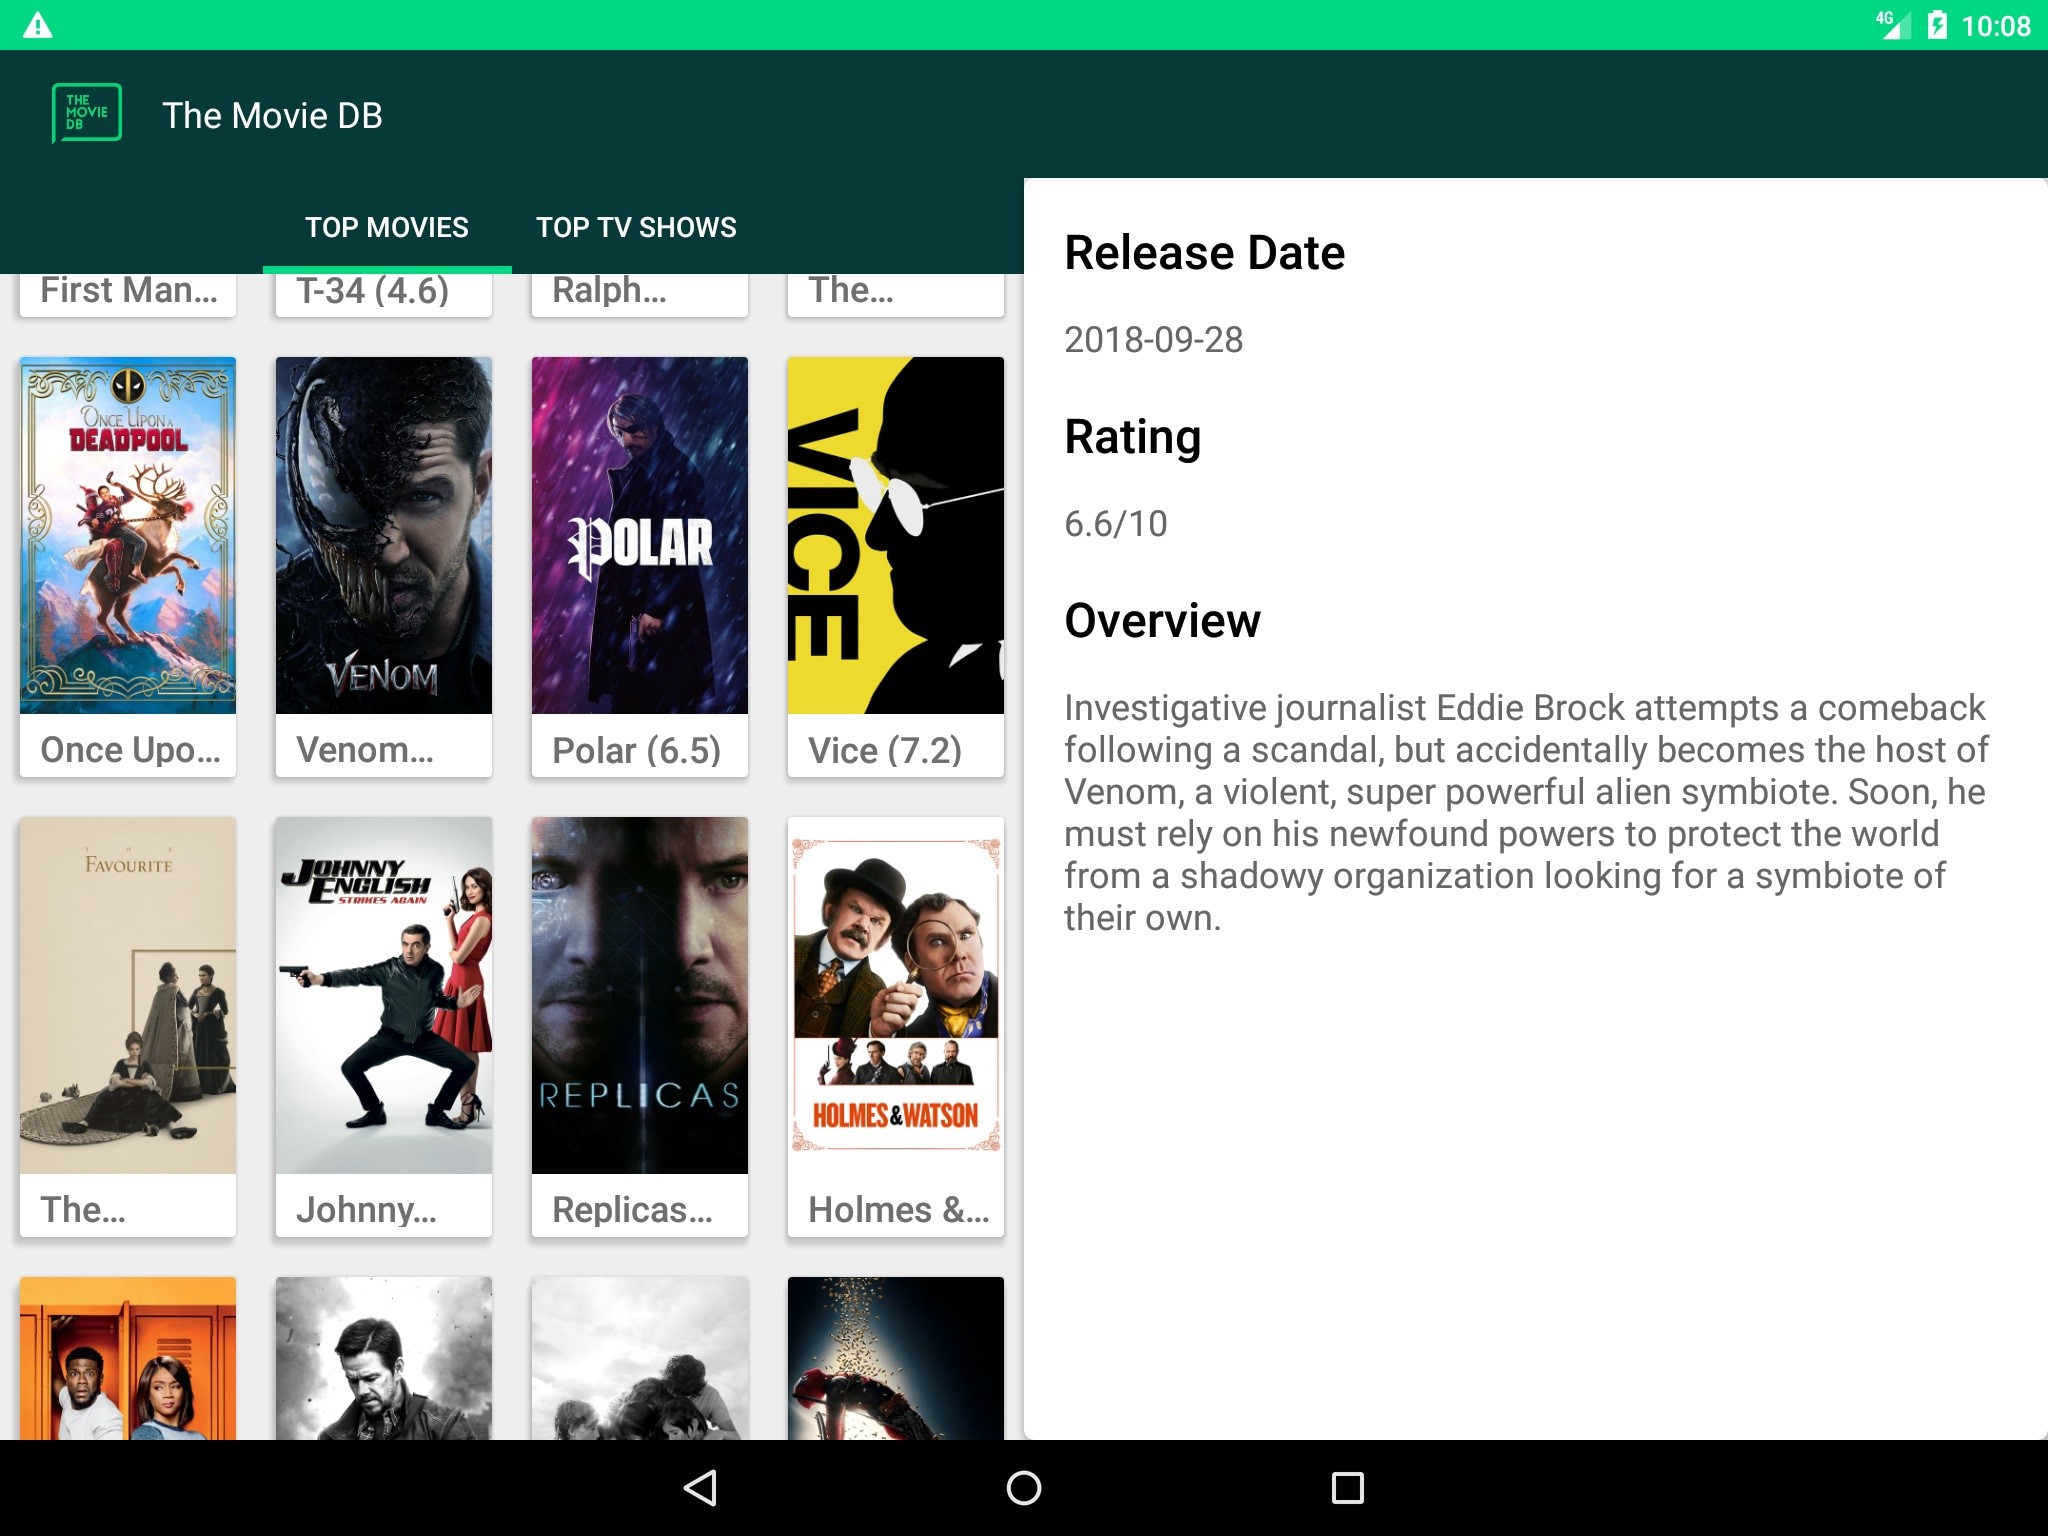 4G 10:08
THE
MOVIE
DB
The Movie DB
TOP MOVIES TOP TV SHOWS
First Man...
T-34 (4.6)
Ralph...
The...
ONCE UPON A
DEADPOOL
Once Upo...
VENOM
Venom...
POLAR
Polar (6.5)
VICE
Vice (7.2)
THE
FAVOURITE
The...
JOHNNY
ENGLISH
STRIKES AGAIN
Johnny...
REPLICAS
Replicas...
HOLMES & WATSON
Holmes &...
Release Date
2018-09-28
Rating
6.6/10
Overview
Investigative journalist Eddie Brock attempts a comeback
following a scandal, but accidentally becomes the host of
Venom, a violent, super powerful alien symbiote. Soon, he
must rely on his newfound powers to protect the world
from a shadowy organization looking for a symbiote of
their own.